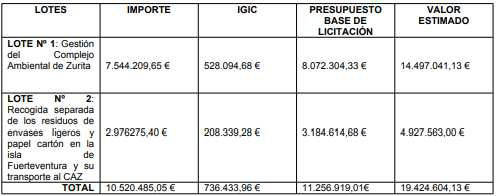 LOTES IMPORTE IGIC PRESUPUESTO BASE DE LICITACIÓN VALOR ESTIMADO
LOTE Nº 1: Gestión
del Complejo
Ambiental de Zurita
7.544.209,65 € 528.094,68 € 8.072.304,33 € 14.497.041,13 €
LOTE Nº 2:
Recogida separada
de los residuos de
envases ligeros y
papel cartón en la
isla de
Fuerteventura y su
transporte al CAZ
2.976275,40 € 208.339,28 € 3.184.614,68 € 4.927.563,00 €
TOTAL 10.520.485,05 € 736.433,96 € 11.256.919,01€ 19.424.604,13 €